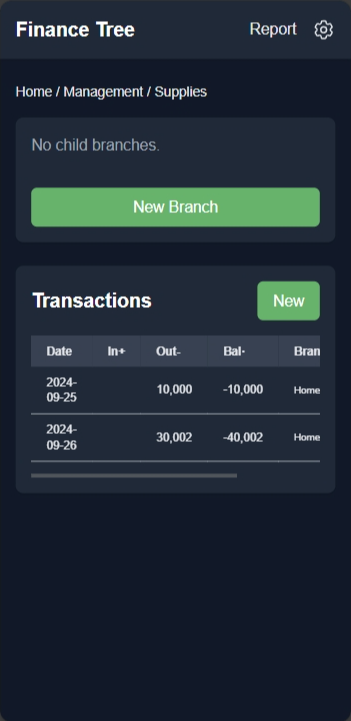 Finance Tree Report
Home / Management / Supplies
No child branches.
New Branch
Transactions New
Date In+ Out- Bal· Bran
2024-
09-25 10,000 -10,000 Home
2024-
09-26 30,002 -40,002 Home